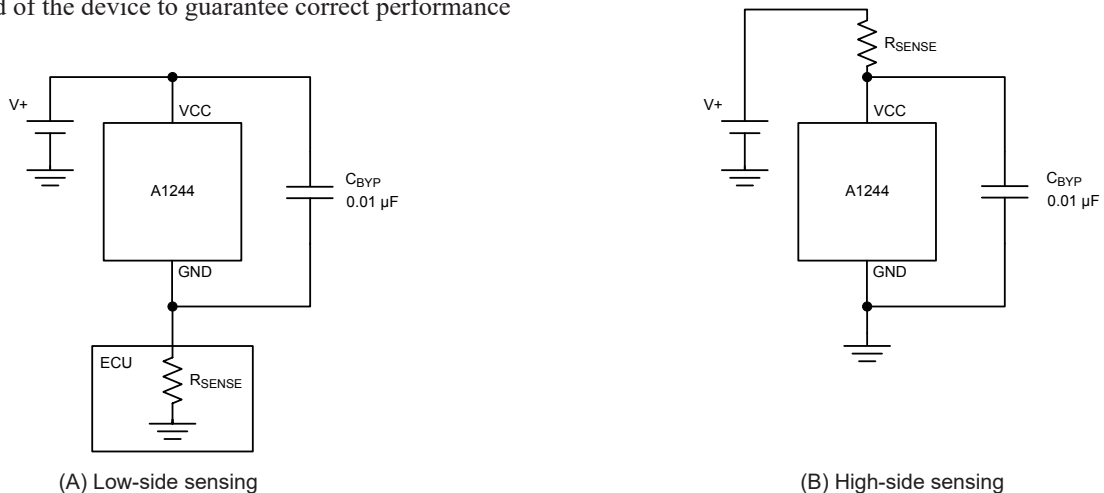 of the device to guarantee correct performance
V+
VCC
A1244
GND
CBYP
0.01 µF
ECU
RSENSE
(A) Low-side sensing
RSENSE
V+
VCC
A1244
GND
CBYP
0.01 µF
(B) High-side sensing